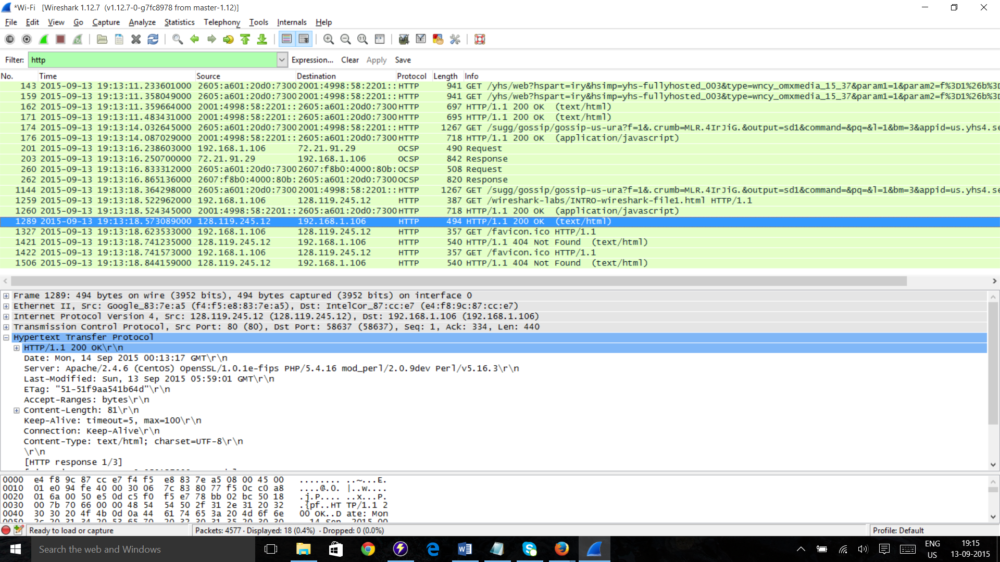 *Wi-Fi [Wireshark 1.12.7 (v1.12.7-0-g7fc8978 from master-1.12)]
File Edit View Go Capture Analyze Statistics Telephony Tools Internals Help
Filter: http Expression... Clear Apply Save
No. Time Source Destination Protocol Length Info
143 2015-09-13 19:13:11.233601000 2605:a601:20d0:7300 2001:4998:58:2201:: HTTP 941 GET /yhs/web?hspart=iry&hsimp=yhs-fullyhosted_003&type=wncy_omxmedia_15_37&param1=1&param2=f%3D1%26b%3D
159 2015-09-13 19:13:11.358049000 2605:a601:20d0:7300 2001:4998:58:2201:: HTTP 941 GET /yhs/web?hspart=iry&hsimp=yhs-fullyhosted_003&type=wncy_omxmedia_15_37&param1=1&param2=f%3D1%26b%3D
162 2015-09-13 19:13:11.359664000 2001:4998:58:2201:: 2605:a601:20d0:7300 HTTP 697 HTTP/1.1 200 OK (text/html)
171 2015-09-13 19:13:11.483431000 2001:4998:58:2201:: 2605:a601:20d0:7300 HTTP 695 HTTP/1.1 200 OK (text/html)
174 2015-09-13 19:13:14.032645000 2605:a601:20d0:7300 2001:4998:58:2201:: HTTP 1267 GET /sugg/gossip/gossip-us-ura?f=1&.crumb=MLR.4IrJiG.&output=sd1&command=&pq=&l=1&bm=3&appid=us.yhs4.se
176 2015-09-13 19:13:14.087029000 2001:4998:58:2201:: 2605:a601:20d0:7300 HTTP 718 HTTP/1.1 200 OK (application/javascript)
201 2015-09-13 19:13:16.238603000 192.168.1.106 72.21.91.29 OCSP 490 Request
203 2015-09-13 19:13:16.250700000 72.21.91.29 192.168.1.106 OCSP 842 Response
260 2015-09-13 19:13:16.833312000 2605:a601:20d0:7300 2607:f8b0:4000:80b: OCSP 508 Request
262 2015-09-13 19:13:16.865136000 2607:f8b0:4000:80b: 2605:a601:20d0:7300 OCSP 820 Response
1144 2015-09-13 19:13:18.364298000 2605:a601:20d0:7300 2001:4998:58:2201:: HTTP 1267 GET /sugg/gossip/gossip-us-ura?f=1&.crumb=MLR.4IrJiG.&output=sd1&command=&pq=&l=1&bm=3&appid=us.yhs4.se
1259 2015-09-13 19:13:18.522962000 192.168.1.106 128.119.245.12 HTTP 387 GET /wireshark-labs/INTRO-wireshark-file1.html HTTP/1.1
1260 2015-09-13 19:13:18.524345000 2001:4998:58:2201:: 2605:a601:20d0:7300 HTTP 718 HTTP/1.1 200 OK (application/javascript)
1289 2015-09-13 19:13:18.573089000 128.119.245.12 192.168.1.106 HTTP 494 HTTP/1.1 200 OK (text/html)
1327 2015-09-13 19:13:18.623533000 192.168.1.106 128.119.245.12 HTTP 357 GET /favicon.ico HTTP/1.1
1421 2015-09-13 19:13:18.741235000 128.119.245.12 192.168.1.106 HTTP 540 HTTP/1.1 404 Not Found (text/html)
1422 2015-09-13 19:13:18.741573000 192.168.1.106 128.119.245.12 HTTP 357 GET /favicon.ico HTTP/1.1
1506 2015-09-13 19:13:18.844159000 128.119.245.12 192.168.1.106 HTTP 540 HTTP/1.1 404 Not Found (text/html)
Frame 1289: 494 bytes on wire (3952 bits), 494 bytes captured (3952 bits) on interface 0
Ethernet II, Src: Google_83:7e:a5 (f4:f5:e8:83:7e:a5), Dst: IntelCor_87:cc:e7 (e4:f8:9c:87:cc:e7)
Internet Protocol Version 4, Src: 128.119.245.12 (128.119.245.12), Dst: 192.168.1.106 (192.168.1.106)
Transmission Control Protocol, Src Port: 80 (80), Dst Port: 58637 (58637), Seq: 1, Ack: 334, Len: 440
Hypertext Transfer Protocol
HTTP/1.1 200 OK\r\n
Date: Mon, 14 Sep 2015 00:13:17 GMT\r\n
Server: Apache/2.4.6 (CentOS) OpenSSL/1.0.1e-fips PHP/5.4.16 mod_perl/2.0.9dev Perl/v5.16.3\r\n
Last-Modified: Sun, 13 Sep 2015 05:59:01 GMT\r\n
ETag: "51-51f9aa541b64d"\r\n
Accept-Ranges: bytes\r\n
Content-Length: 81\r\n
Keep-Alive: timeout=5, max=100\r\n
Connection: Keep-Alive\r\n
Content-Type: text/html; charset=UTF-8\r\n
\r\n
[HTTP response 1/3]
0000 e4 f8 9c 87 cc e7 f4 f5 e8 83 7e a5 08 00 45 00 ........ ..~...E.
0010 01 e0 94 fe 40 00 30 06 7c 83 80 77 f5 0c c0 a8 ....@.0. |..w....
0020 01 6a 00 50 e5 0d c5 f0 f5 e7 78 bb 02 bc 50 18 .j.P.... ..x...P.
0030 00 7b 70 66 00 00 48 54 54 50 2f 31 2e 31 20 32 .{pf..HT TP/1.1 2
0040 30 30 20 4f 4b 0d 0a 44 61 74 65 3a 20 4d 6f 6e 00 OK..D ate: Mon
0050 2c 20 31 34 20 53 65 70 20 32 30 31 35 20 30 30 , 14 Sep 2015 00
Ready to load or capture Packets: 4577 · Displayed: 18 (0.4%) · Dropped: 0 (0.0%) Profile: Default
Search the web and Windows
ENG
US
19:15
13-09-2015